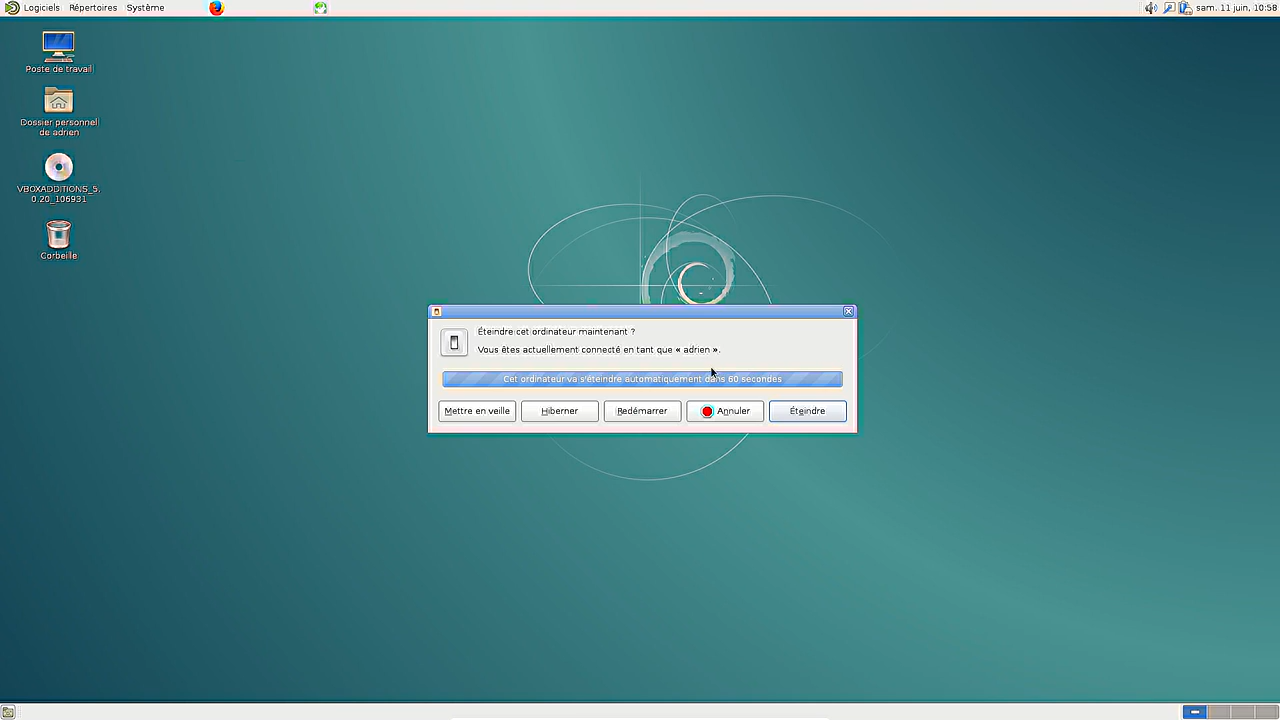 Logiciels Répertoires Système
sam. 11 juin, 10:58
Poste de travail
Dossier personnel
de adrien
VBOXADDITIONS_5.
0.20_106931
Corbeille
Éteindre cet ordinateur maintenant ?
Vous êtes actuellement connecté en tant que « adrien ».
Cet ordinateur va s'éteindre automatiquement dans 60 secondes
Mettre en veille Hiberner Redémarrer Annuler Éteindre